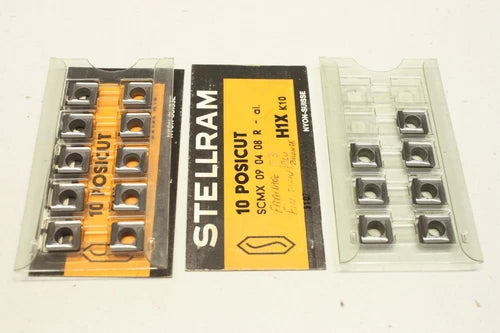 10 POSICUT
NYON-SUISSE
STELLRAM
10 POSICUT
SCMX 09 04 08 R - al.
H1X K10
NYON-SUISSE